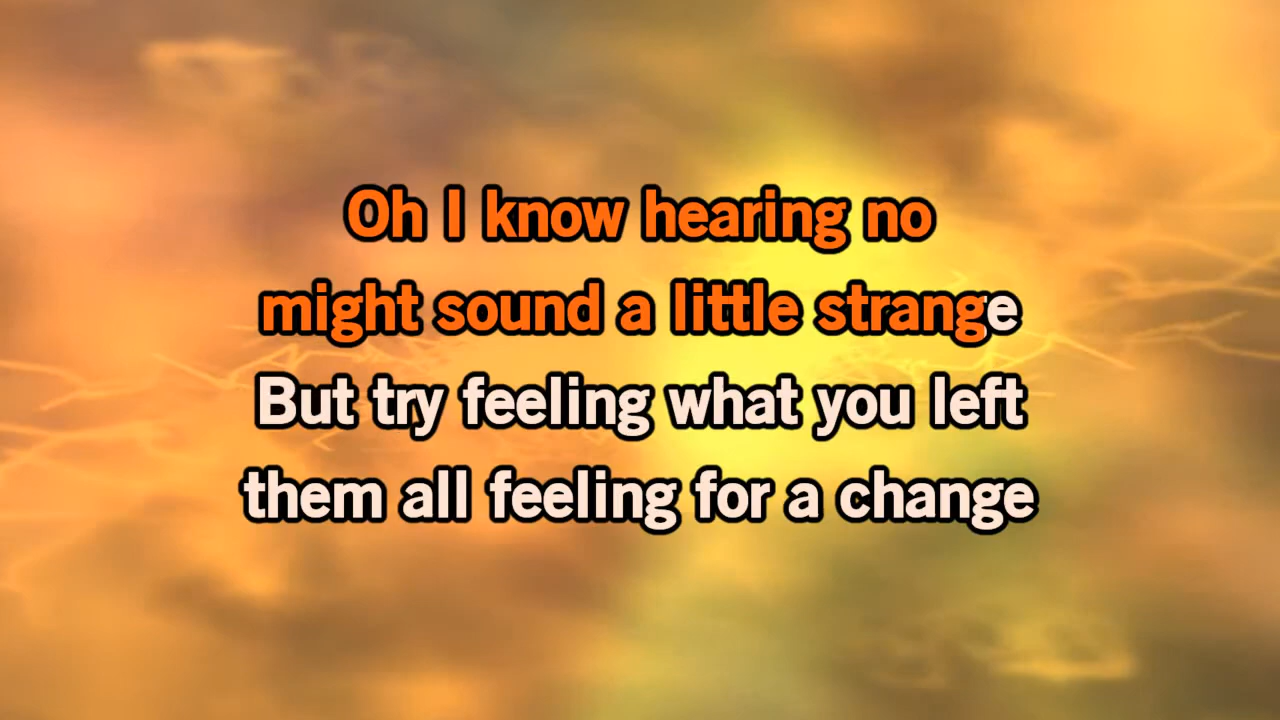 Oh I know hearing no
might sound a little strange
But try feeling what you left
them all feeling for a change